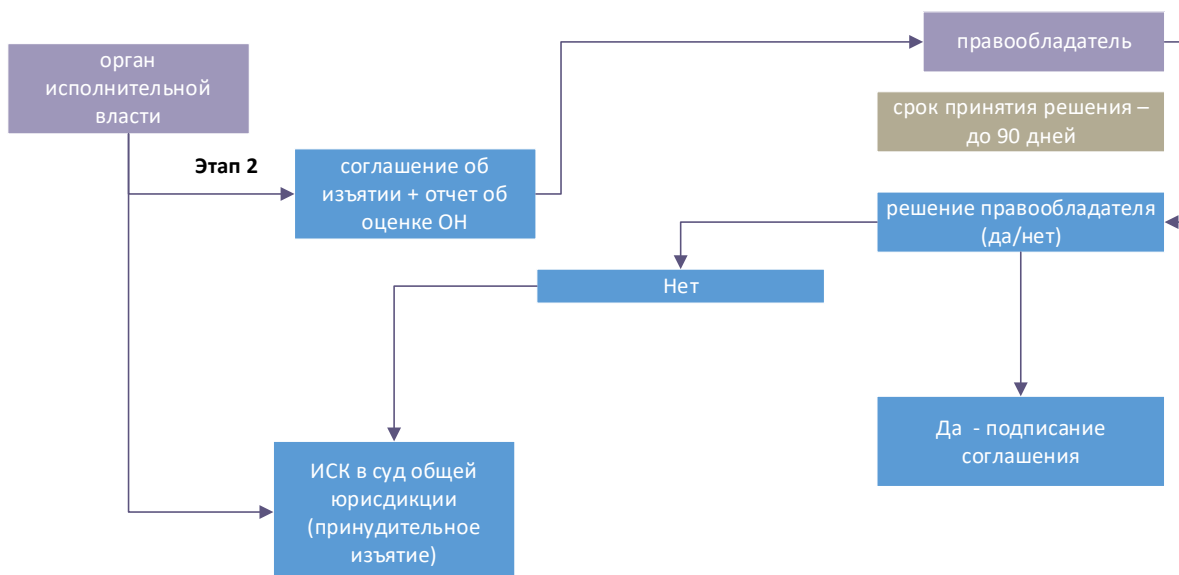 правообладатель
орган
исполнительной
власти
срок принятия решения –
до 90 дней
Этап 2
соглашение об
изъятии + отчет об
оценке ОН
решение правообладателя
(да/нет)
Нет
Да - подписание
соглашения
ИСК в суд общей
юрисдикции
(принудительное
изъятие)